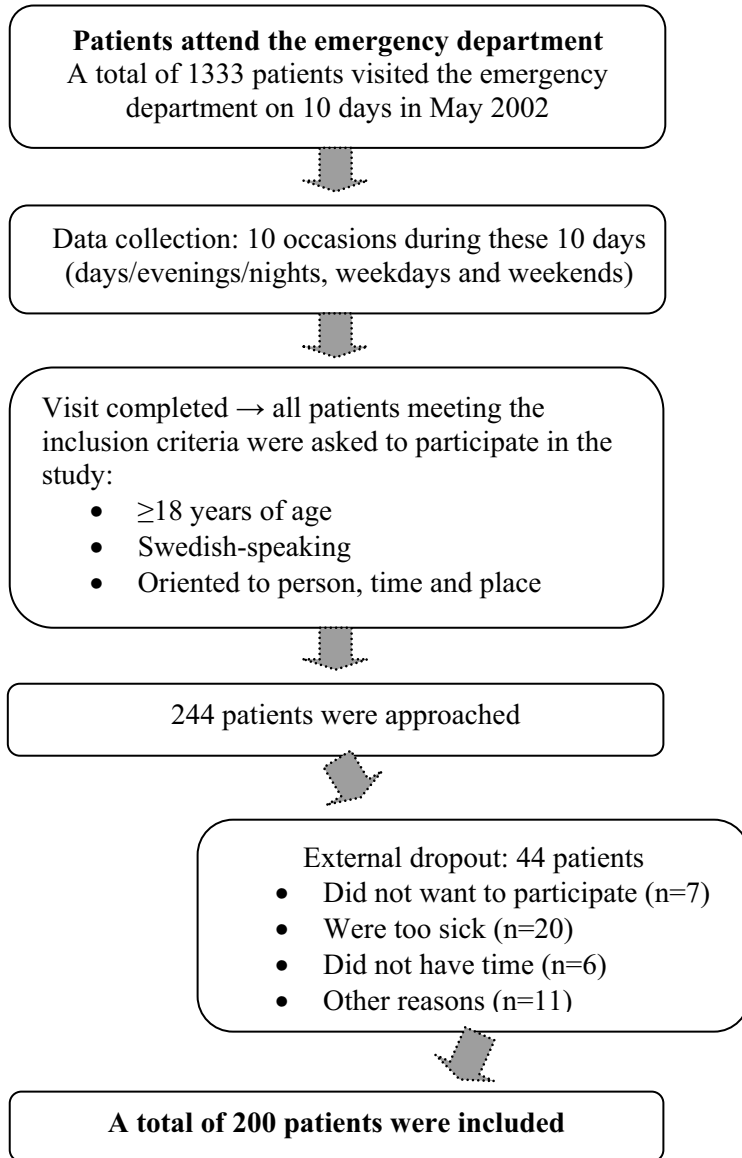 Patients attend the emergency department
A total of 1333 patients visited the emergency
department on 10 days in May 2002
Data collection: 10 occasions during these 10 days
(days/evenings/nights, weekdays and weekends)
Visit completed → all patients meeting the
inclusion criteria were asked to participate in the
study:
• ≥18 years of age
• Swedish-speaking
• Oriented to person, time and place
244 patients were approached
External dropout: 44 patients
• Did not want to participate (n=7)
• Were too sick (n=20)
• Did not have time (n=6)
• Other reasons (n=11)
A total of 200 patients were included